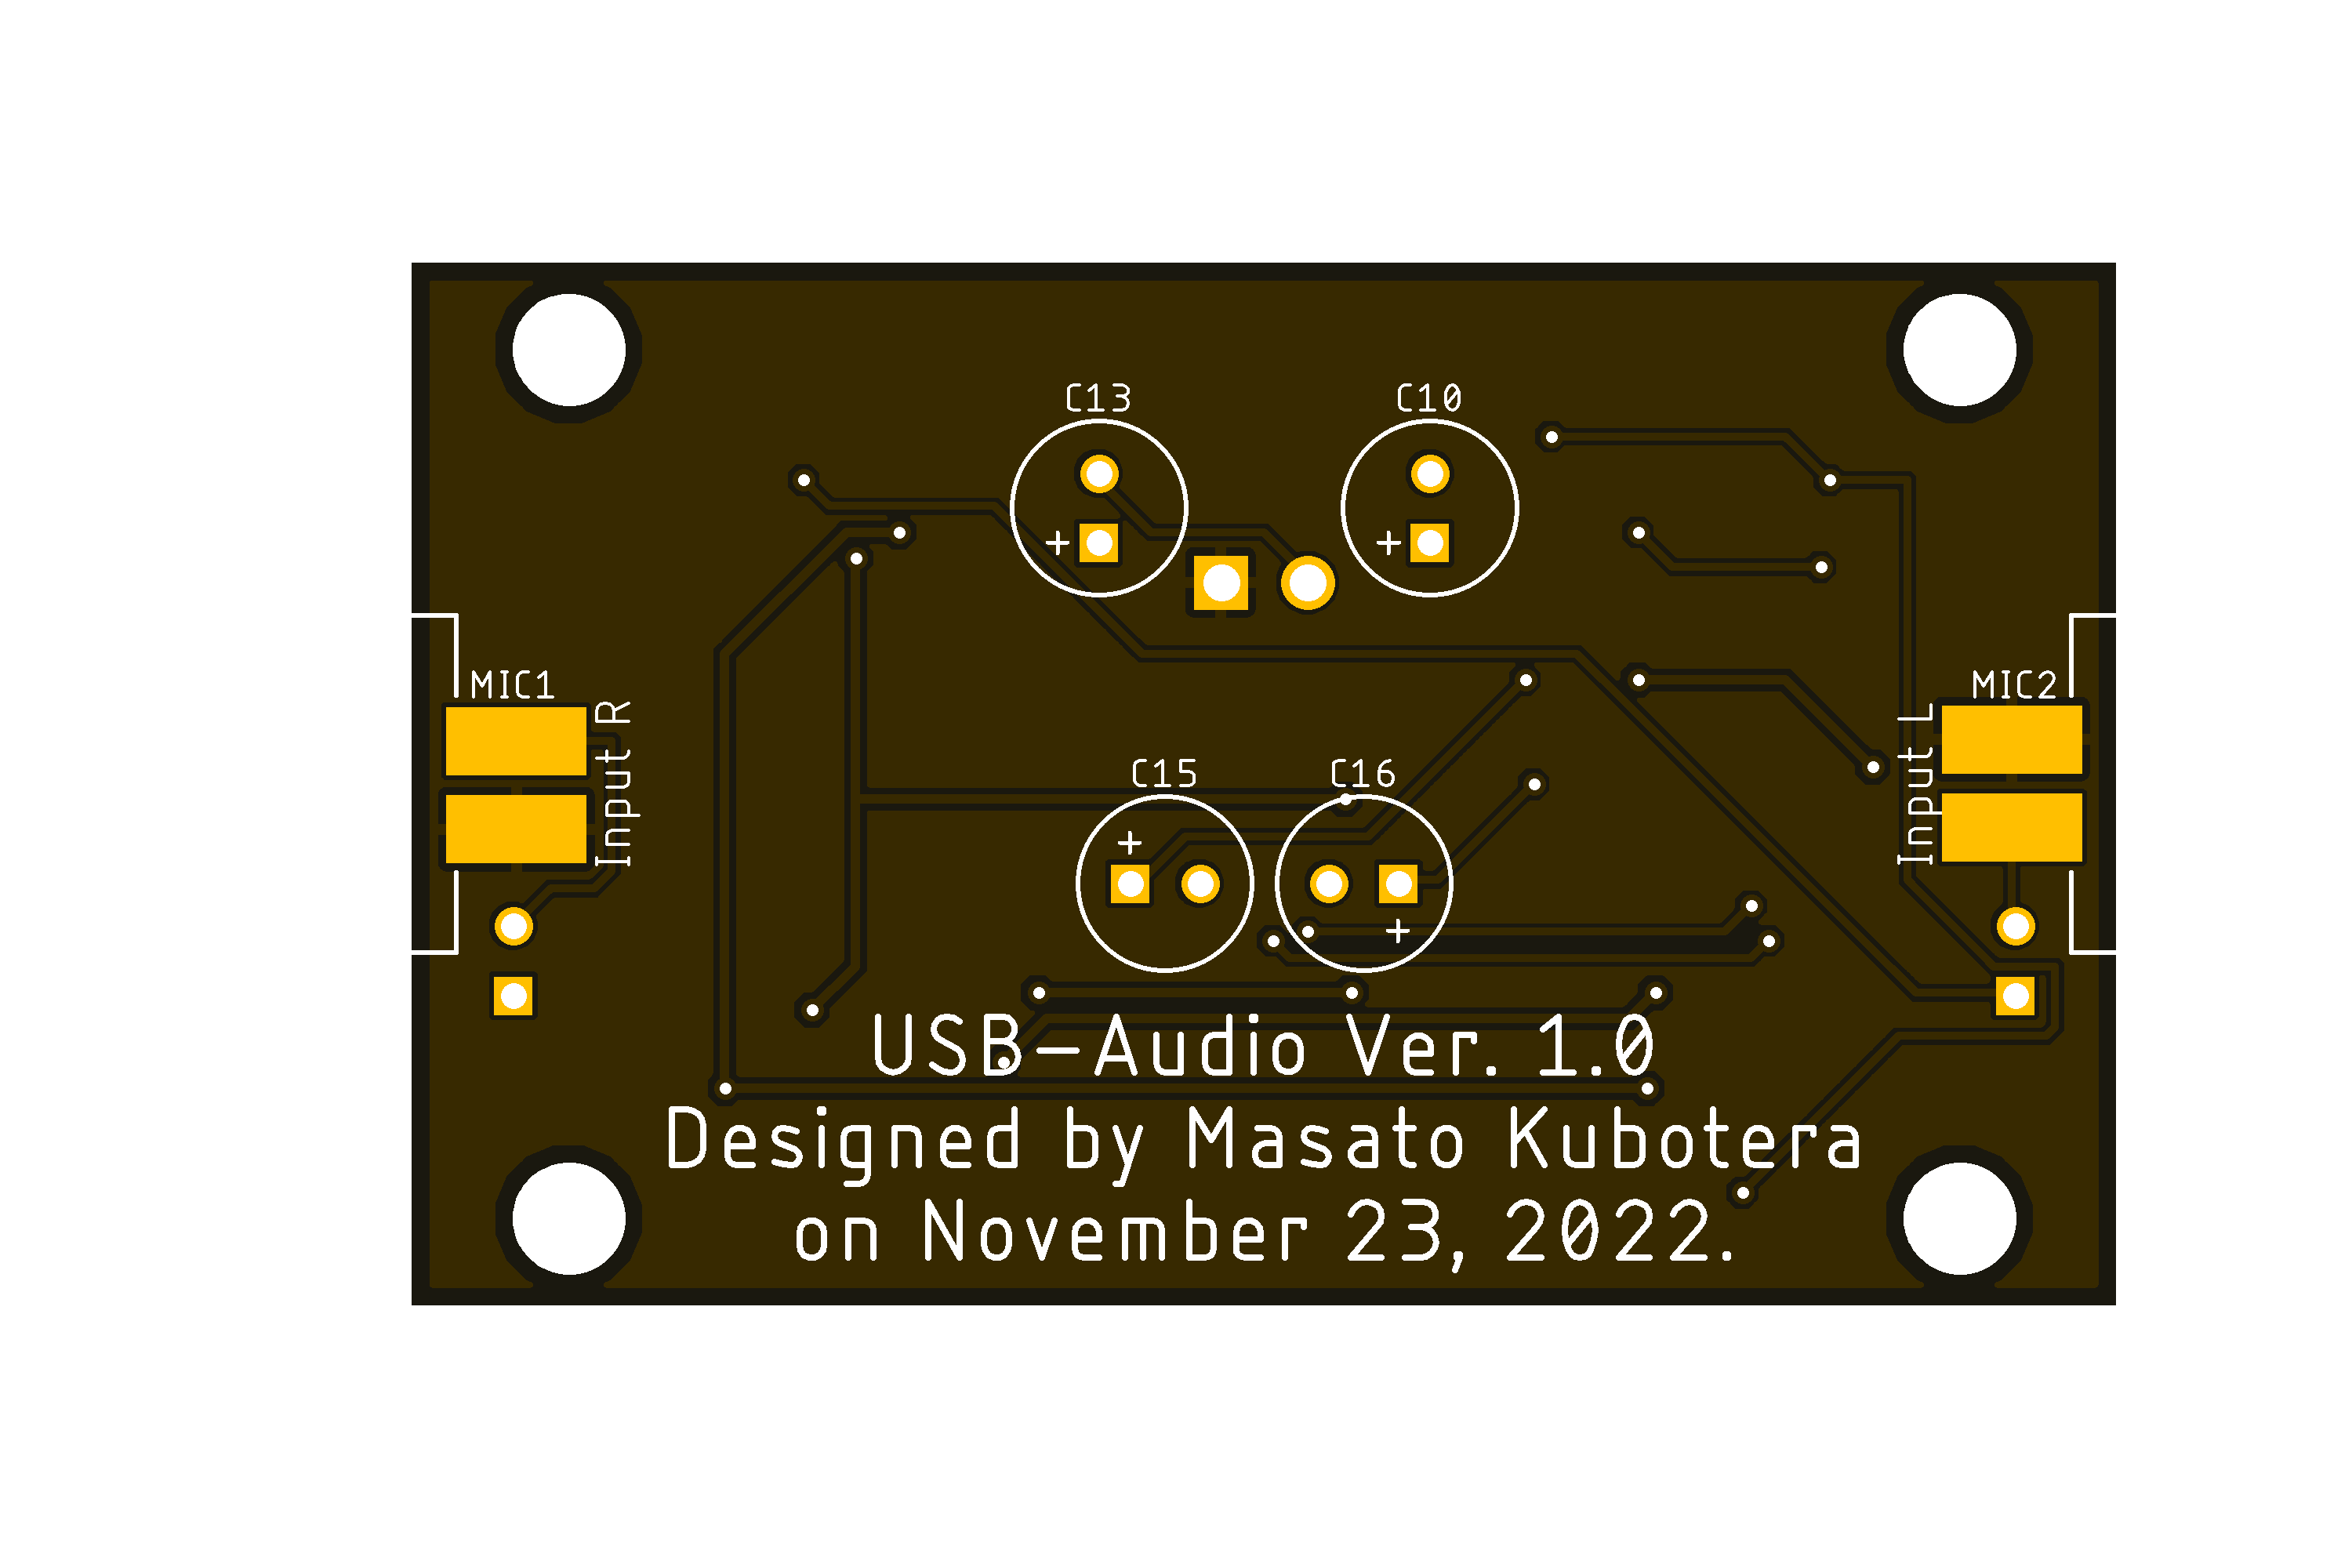 C13
C10
+
+
MIC1
Input R
MIC2
Input L
C15
C16
+
+
USB-Audio Ver. 1.0
Designed by Masato Kubotera
on November 23, 2022.